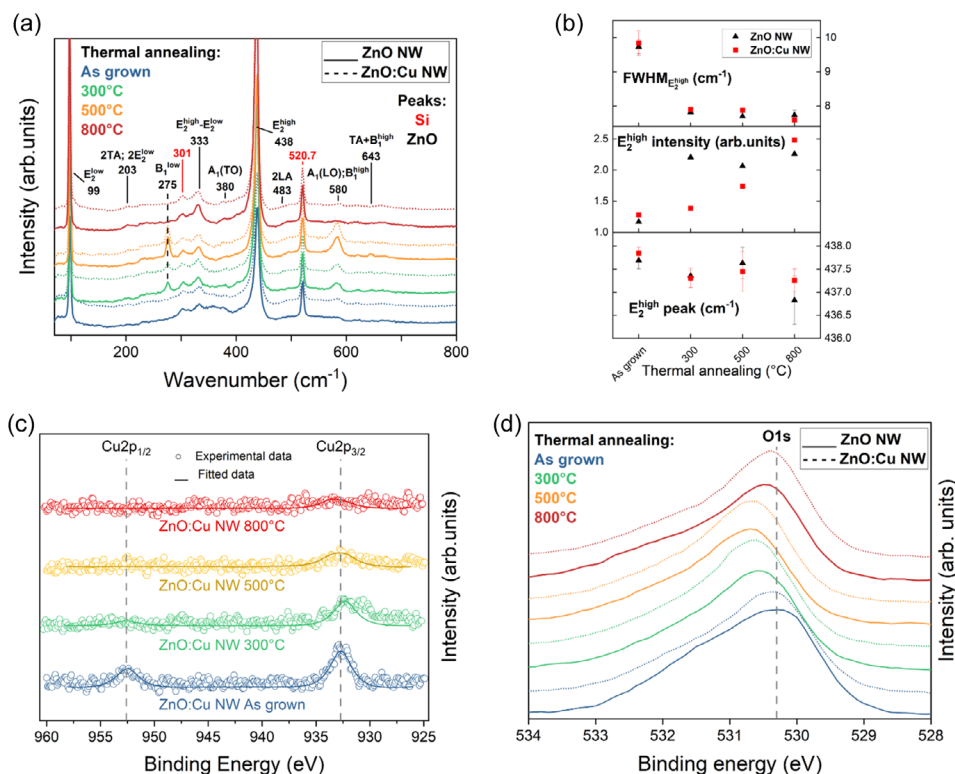 (a)
Thermal annealing:
As grown
300°C
500°C
800°C
ZnO NW
ZnO:Cu NW
Peaks:
Si
ZnO
E₂ˡᵒʷ
99
2TA; 2E₂ˡᵒʷ
203
B₁ˡᵒʷ
275
301
E₂ʰⁱᵍʰ-E₂ˡᵒʷ
333
A₁(TO)
380
E₂ʰⁱᵍʰ
438
2LA
483
520.7
A₁(LO);B₁ʰⁱᵍʰ
580
TA+B₁ʰⁱᵍʰ
643
Intensity (arb.units)
200 400 600 800
Wavenumber (cm⁻¹)
(b)
ZnO NW
ZnO:Cu NW
FWHM E₂ʰⁱᵍʰ (cm⁻¹)
10
9
8
E₂ʰⁱᵍʰ intensity (arb.units)
2.5
2.0
1.5
1.0
E₂ʰⁱᵍʰ peak (cm⁻¹)
438.0
437.5
437.0
436.5
436.0
As grown 300 500 800
Thermal annealing (°C)
(c)
Cu2p₁/₂
Cu2p₃/₂
Experimental data
Fitted data
ZnO:Cu NW 800°C
ZnO:Cu NW 500°C
ZnO:Cu NW 300°C
ZnO:Cu NW As grown
Intensity (arb.units)
960 955 950 945 940 935 930 925
Binding Energy (eV)
(d)
Thermal annealing:
As grown
300°C
500°C
800°C
O1s
ZnO NW
ZnO:Cu NW
Intensity (arb. units)
534 533 532 531 530 529 528
Binding energy (eV)